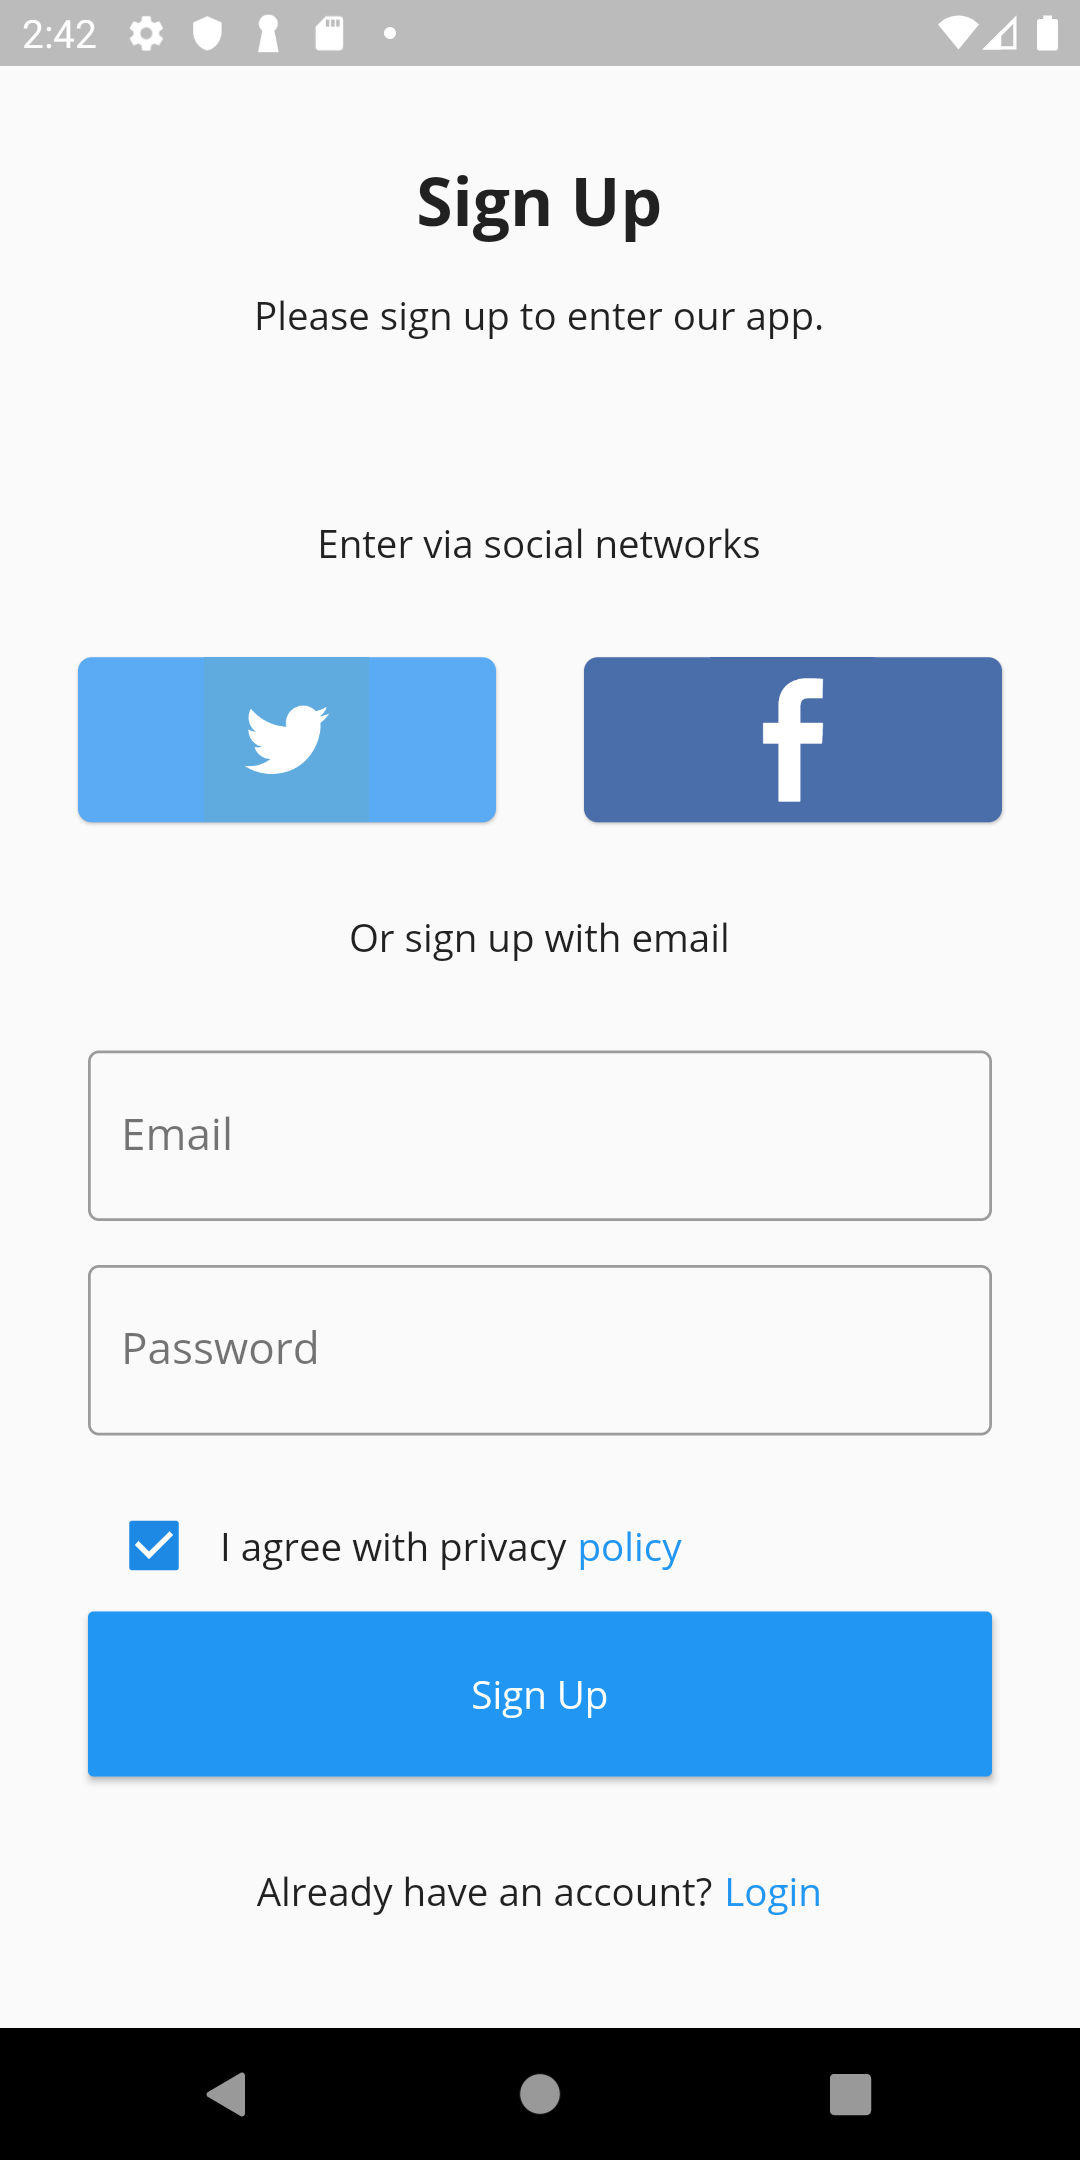 2:42
Sign Up
Please sign up to enter our app.
Enter via social networks
Or sign up with email
Email
Password
I agree with privacy policy
Sign Up
Already have an account? Login